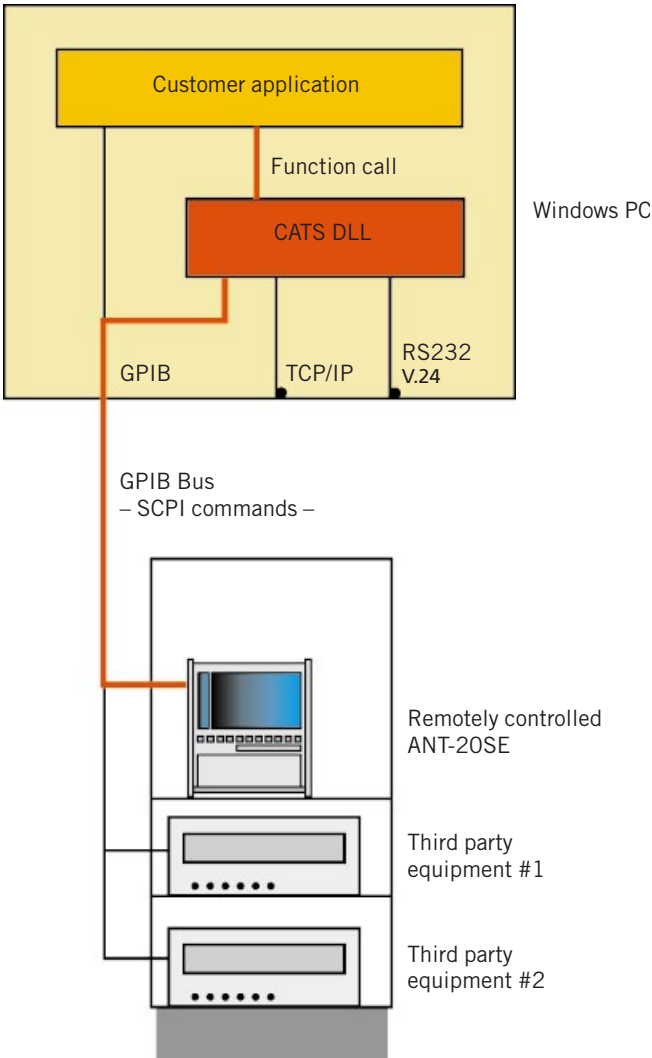 Customer application
Function call
Windows PC
CATS DLL
GPIB
TCP/IP
RS232
V.24
GPIB Bus
– SCPI commands –
Remotely controlled
ANT-20SE
Third party
equipment #1
Third party
equipment #2